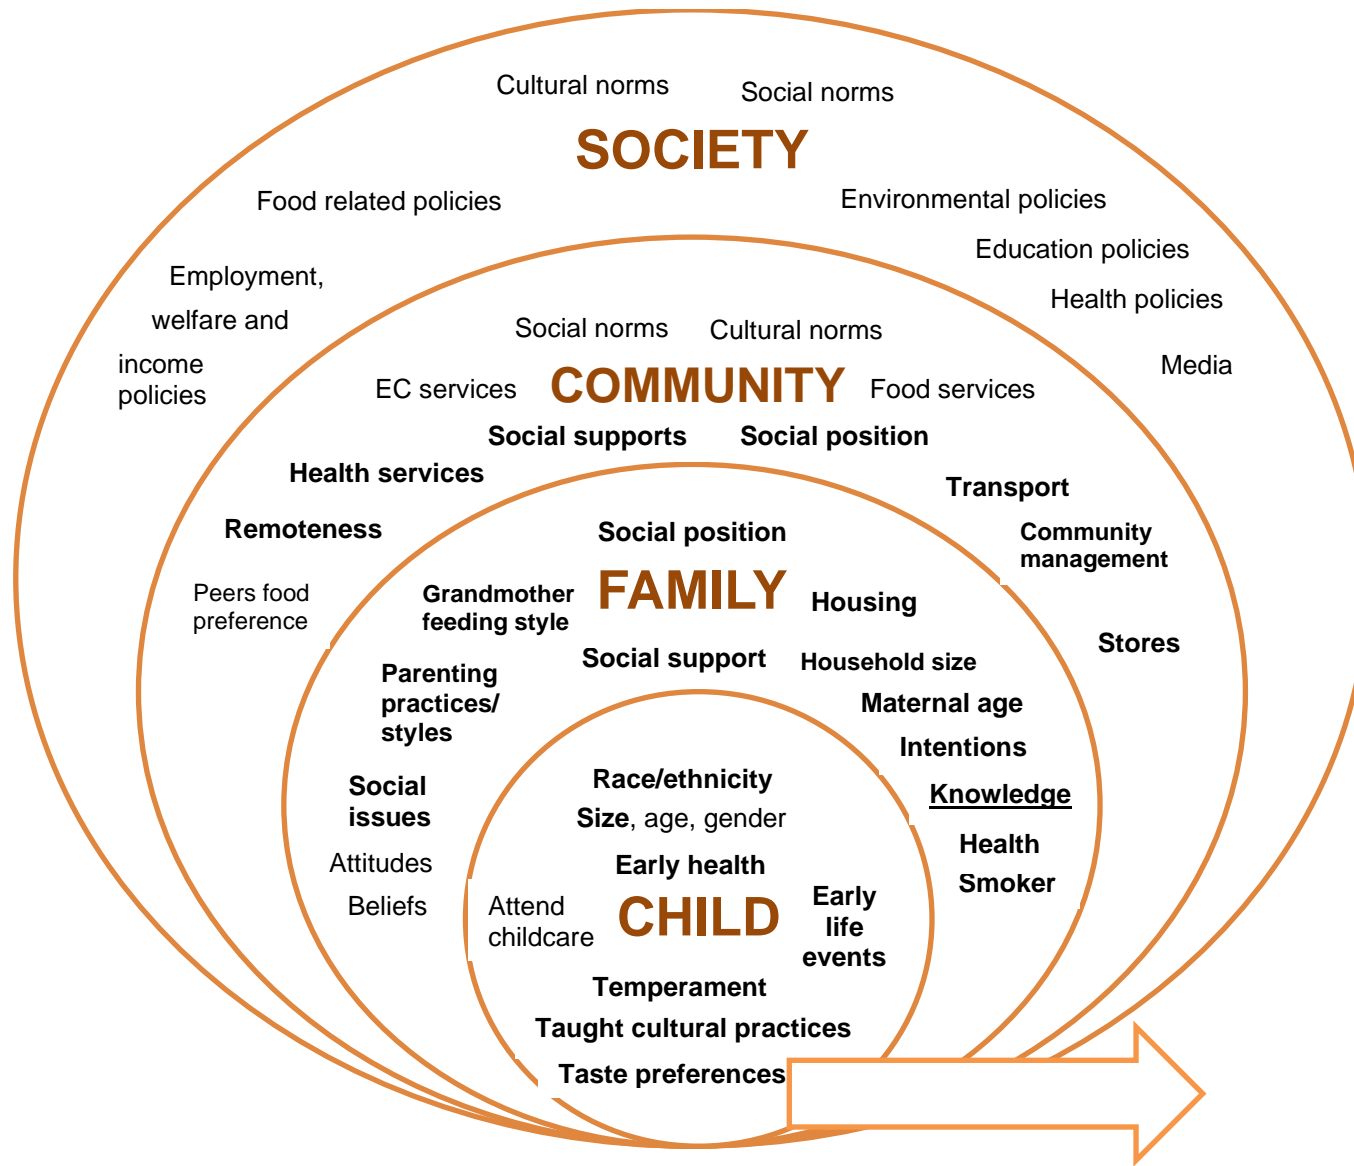 Cultural norms
Social norms
SOCIETY
Food related policies
Environmental policies
Education policies
Employment,
welfare and
income
policies
Health policies
Media
Social norms
Cultural norms
EC services
COMMUNITY
Food services
Social supports
Social position
Health services
Transport
Remoteness
Community
management
Peers food
preference
Stores
Social position
Grandmother
feeding style
FAMILY
Housing
Social support
Household size
Parenting
practices/
styles
Maternal age
Intentions
Social
issues
Knowledge
Attitudes
Health
Beliefs
Smoker
Race/ethnicity
Size, age, gender
Early health
Attend
childcare
CHILD
Early
life
events
Temperament
Taught cultural practices
Taste preferences